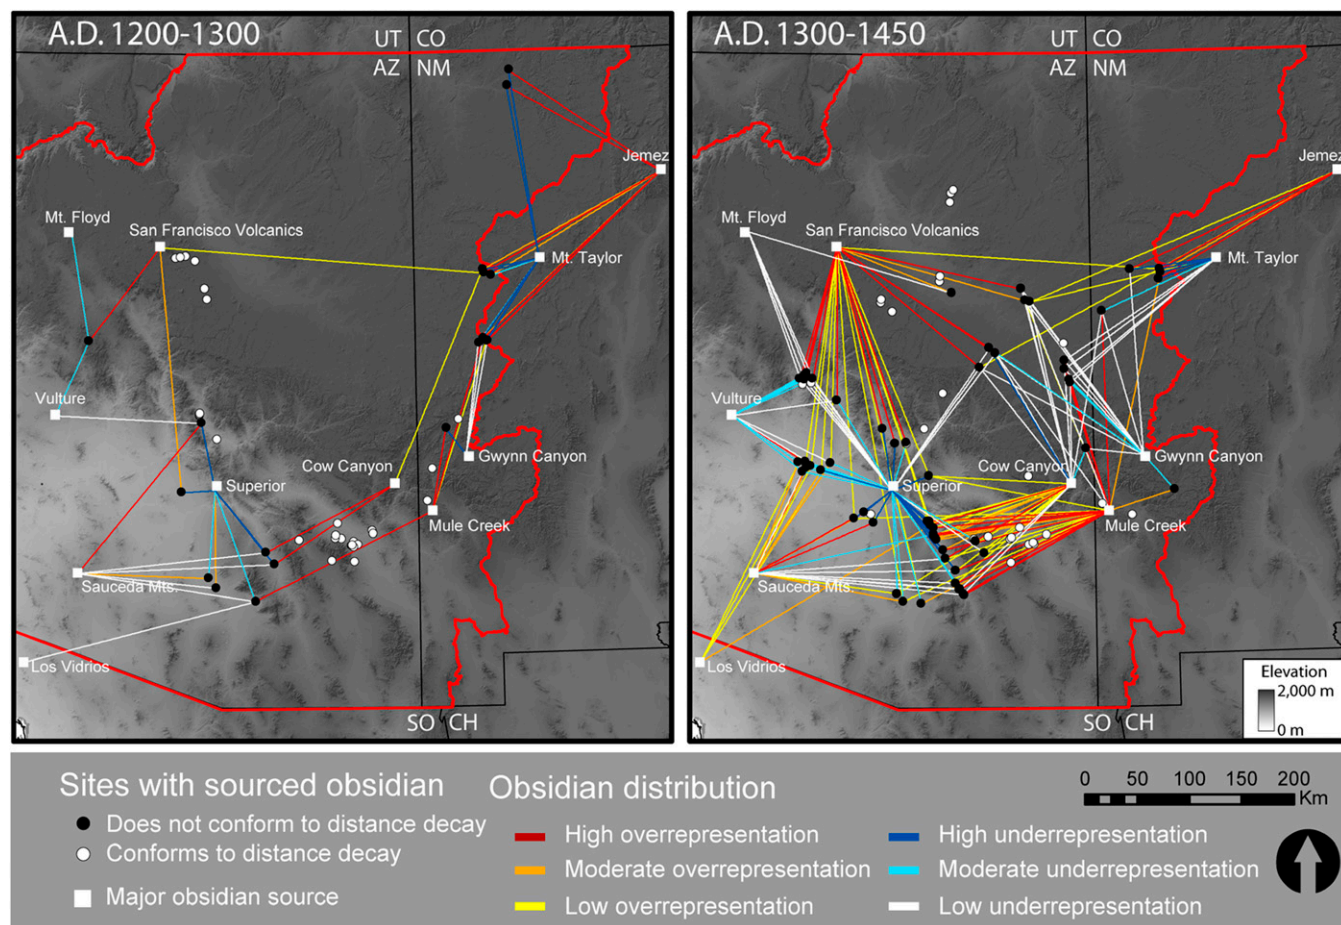 A.D. 1200-1300
UT CO
AZ NM
Jemez
Mt. Floyd
San Francisco Volcanics
Mt. Taylor
Vulture
Cow Canyon
Gwynn Canyon
Superior
Mule Creek
Sauceda Mts.
Los Vidrios
SO CH
A.D. 1300-1450
UT CO
AZ NM
Jemez
Mt. Floyd
San Francisco Volcanics
Mt. Taylor
Vulture
Cow Canyon
Gwynn Canyon
Superior
Mule Creek
Sauceda Mts.
Los Vidrios
Elevation
2,000 m
0 m
SO CH
Sites with sourced obsidian
Does not conform to distance decay
Conforms to distance decay
Major obsidian source
Obsidian distribution
High overrepresentation
Moderate overrepresentation
Low overrepresentation
High underrepresentation
Moderate underrepresentation
Low underrepresentation
0 50 100 150 200
Km